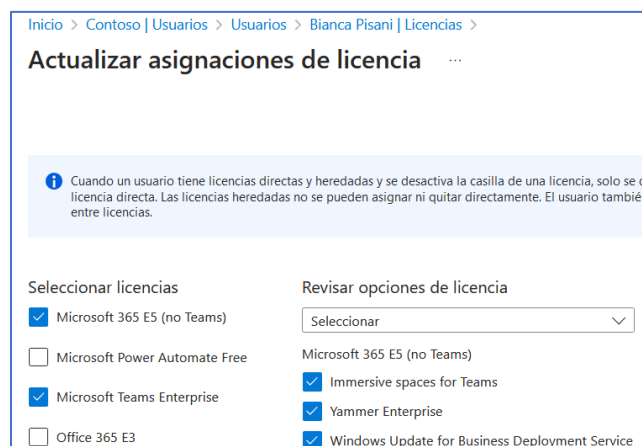 Inicio > Contoso | Usuarios > Usuarios > Bianca Pisani | Licencias >
Actualizar asignaciones de licencia ...
Cuando un usuario tiene licencias directas y heredadas y se desactiva la casilla de una licencia, solo se
licencia directa. Las licencias heredadas no se pueden asignar ni quitar directamente. El usuario también
entre licencias.
Seleccionar licencias
Microsoft 365 E5 (no Teams)
Microsoft Power Automate Free
Microsoft Teams Enterprise
Office 365 E3
Revisar opciones de licencia
Seleccionar
Microsoft 365 E5 (no Teams)
Immersive spaces for Teams
Yammer Enterprise
Windows Update for Business Deployment Service